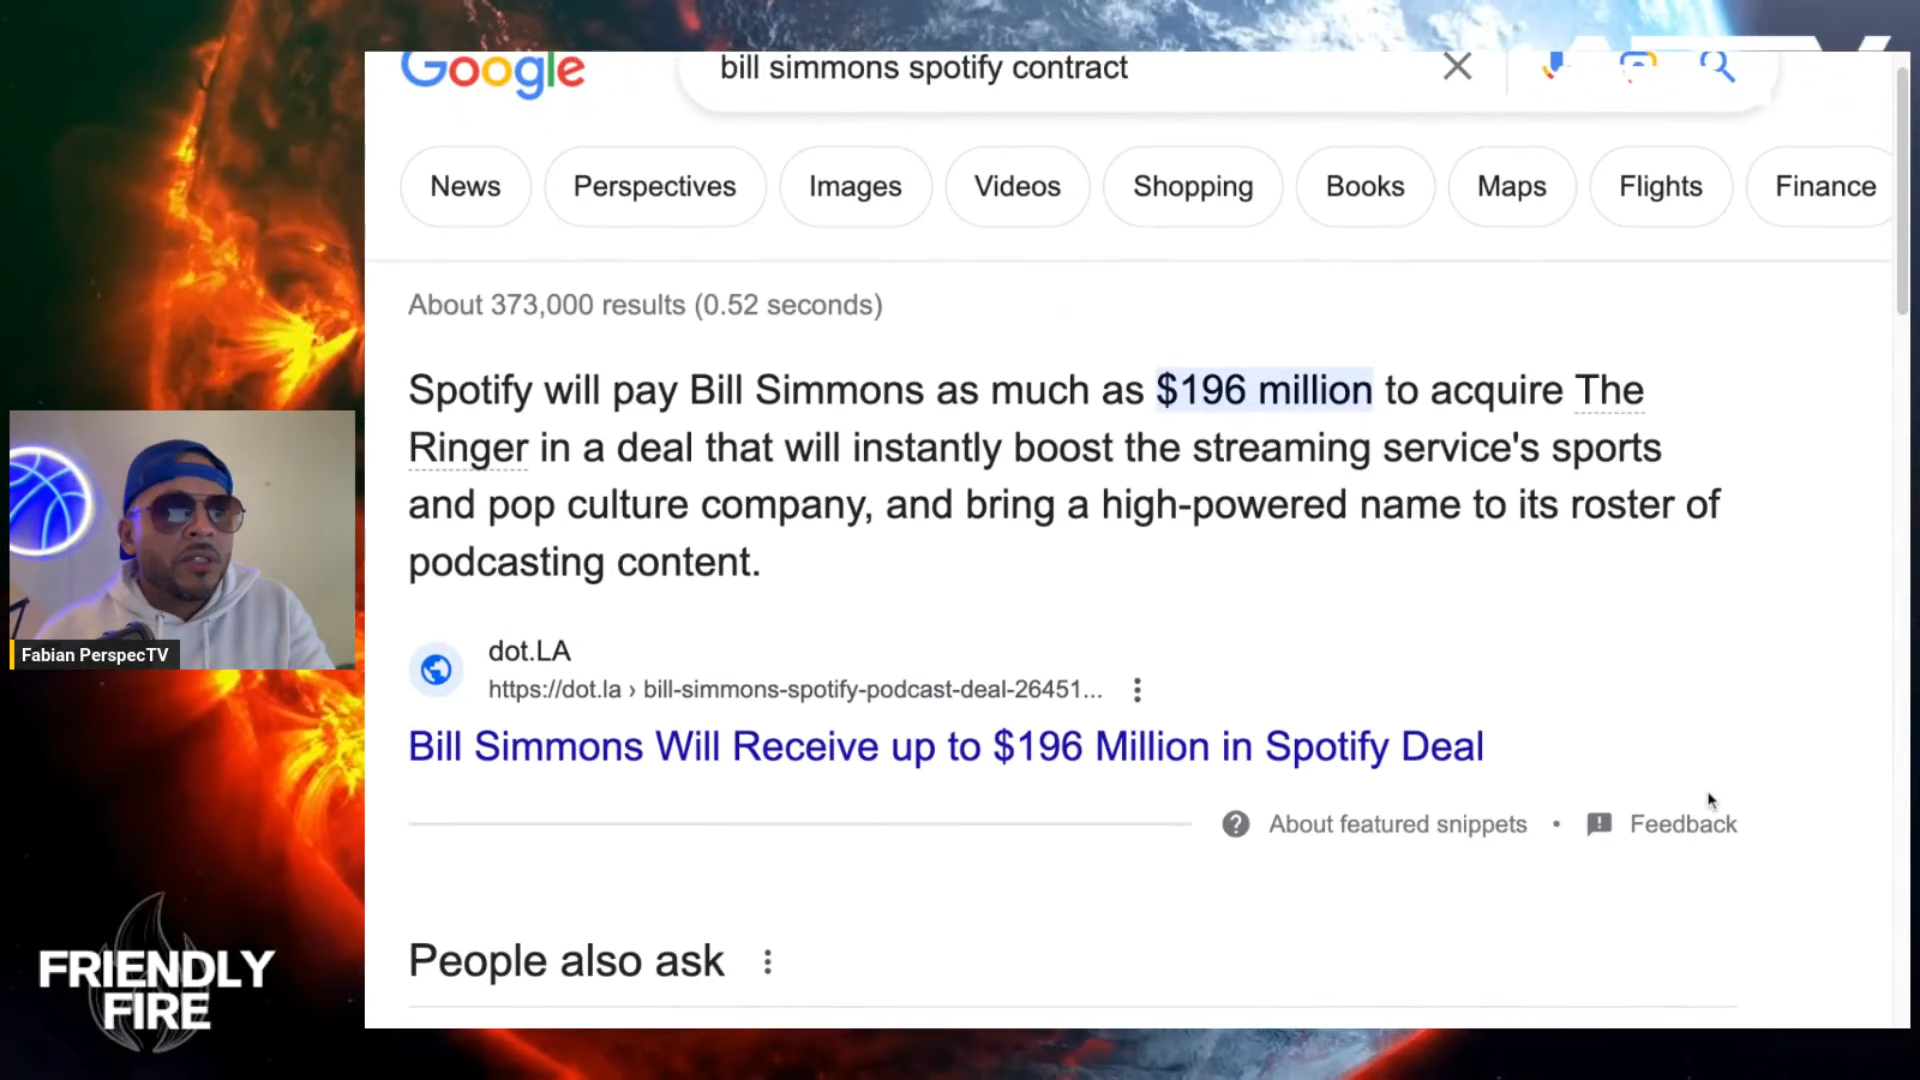 Google
bill simmons spotify contract
News
Perspectives
Images
Videos
Shopping
Books
Maps
Flights
Finance
About 373,000 results (0.52 seconds)
Spotify will pay Bill Simmons as much as $196 million to acquire The
Ringer in a deal that will instantly boost the streaming service's sports
and pop culture company, and bring a high-powered name to its roster of
podcasting content.
dot.LA
https://dot.la › bill-simmons-spotify-podcast-deal-26451...
Bill Simmons Will Receive up to $196 Million in Spotify Deal
About featured snippets • Feedback
People also ask
Fabian PerspecTV
FRIENDLY
FIRE